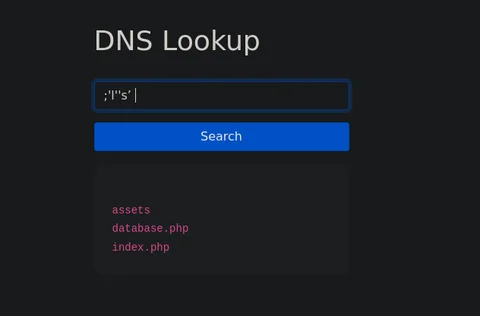 DNS Lookup
;'l''s'
Search
assets
database.php
index.php